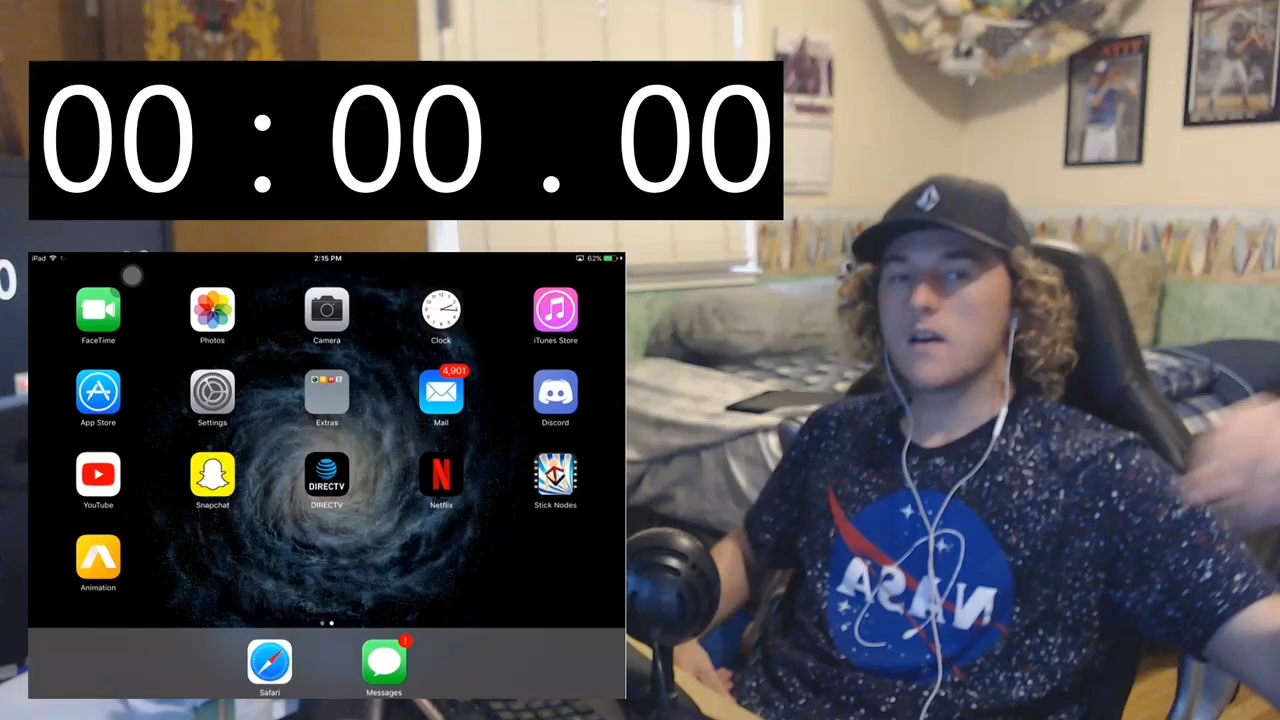 00 : 00 . 00
iPad 2:15 PM 62%
FaceTime Photos Camera Clock iTunes Store
4,901
App Store Settings Extras Mail Discord
DIRECTV
YouTube Snapchat DIRECTV Netflix Stick Nodes
Animation
!
Safari Messages
NASA
0